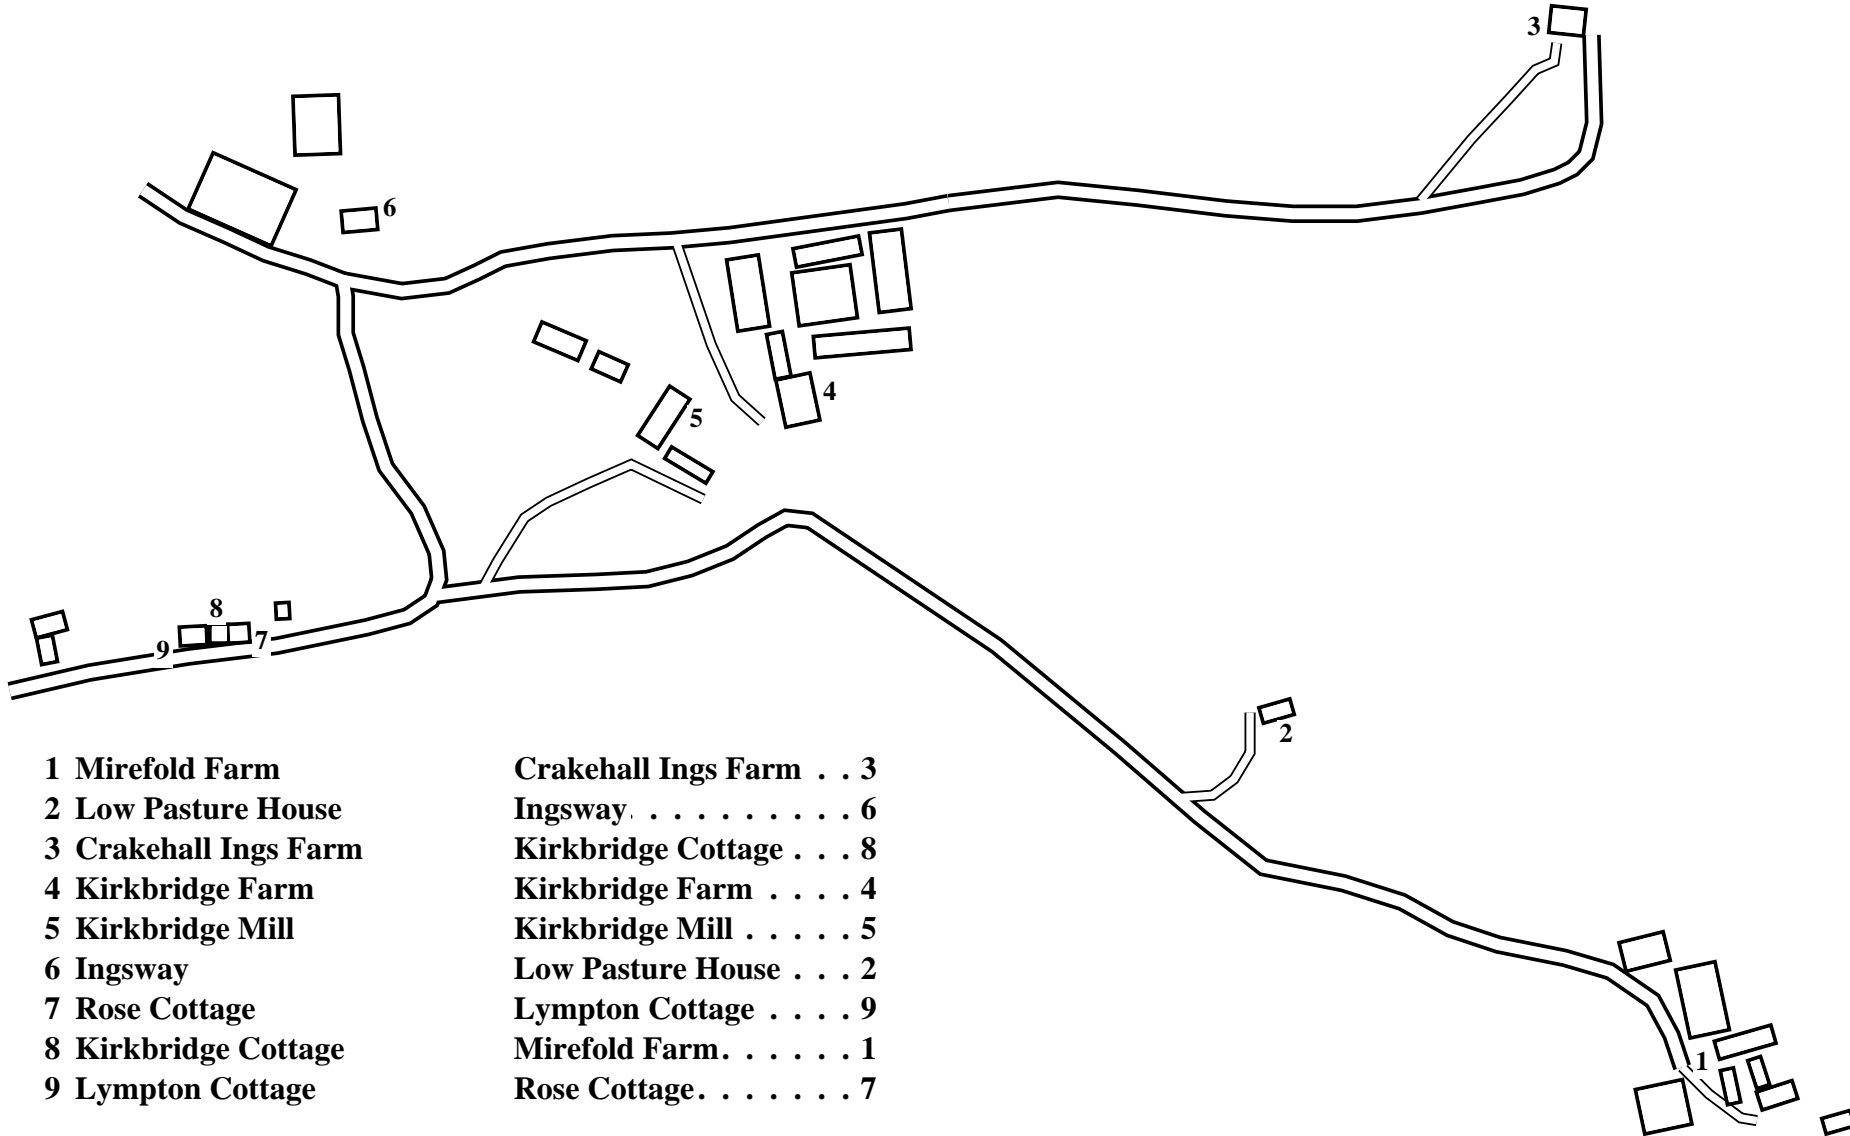 3
6
4
5
8
7
9
2
1
1 Mirefold Farm
2 Low Pasture House
3 Crakehall Ings Farm
4 Kirkbridge Farm
5 Kirkbridge Mill
6 Ingsway
7 Rose Cottage
8 Kirkbridge Cottage
9 Lympton Cottage
Crakehall Ings Farm . . 3
Ingsway. . . . . . . . . . 6
Kirkbridge Cottage . . . 8
Kirkbridge Farm . . . . 4
Kirkbridge Mill . . . . . 5
Low Pasture House . . . 2
Lympton Cottage . . . . 9
Mirefold Farm. . . . . . 1
Rose Cottage. . . . . . . 7